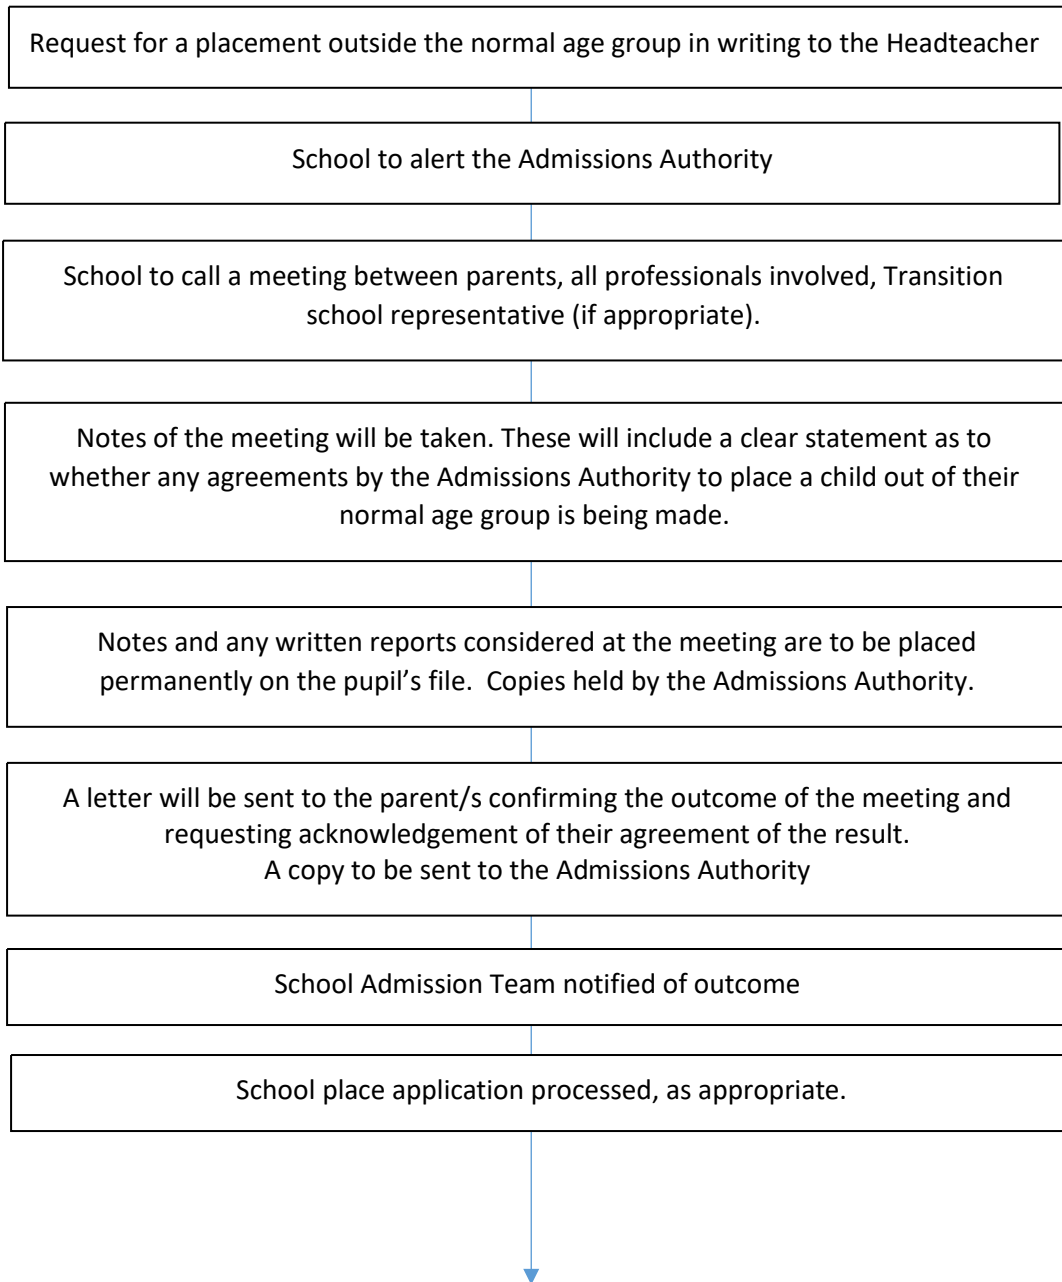 Request for a placement outside the normal age group in writing to the Headteacher
School to alert the Admissions Authority
School to call a meeting between parents, all professionals involved, Transition
school representative (if appropriate).
Notes of the meeting will be taken. These will include a clear statement as to
whether any agreements by the Admissions Authority to place a child out of their
normal age group is being made.
Notes and any written reports considered at the meeting are to be placed
permanently on the pupil’s file.  Copies held by the Admissions Authority.
A letter will be sent to the parent/s confirming the outcome of the meeting and
requesting acknowledgement of their agreement of the result.
A copy to be sent to the Admissions Authority
School Admission Team notified of outcome
School place application processed, as appropriate.